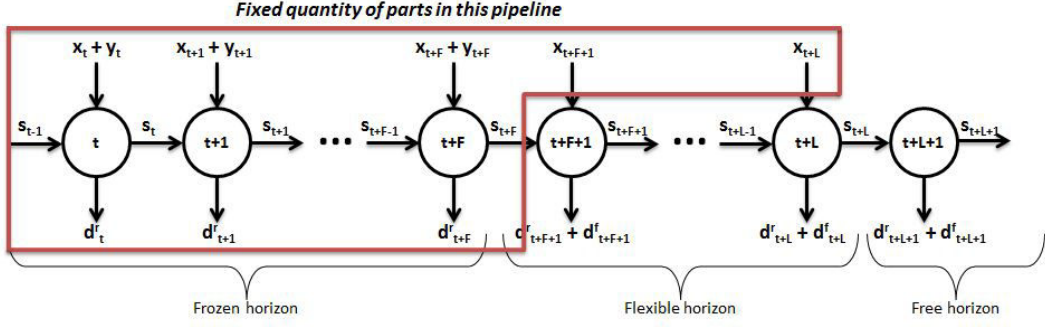 Fixed quantity of parts in this pipeline
xₜ + yₜ xₜ₊₁ + yₜ₊₁ xₜ₊F + yₜ₊F xₜ₊F₊₁ xₜ₊L
sₜ₋₁ sₜ sₜ₊₁ ••• sₜ₊F₋₁ sₜ₊F sₜ₊F₊₁ ••• sₜ₊L₋₁ sₜ₊L sₜ₊L₊₁
t t+1 t+F t+F+1 t+L t+L+1
dʳₜ dʳₜ₊₁ dʳₜ₊F dʳₜ₊F₊₁ + dᶠₜ₊F₊₁ dʳₜ₊L + dᶠₜ₊L dʳₜ₊L₊₁ + dᶠₜ₊L₊₁
Frozen horizon Flexible horizon Free horizon